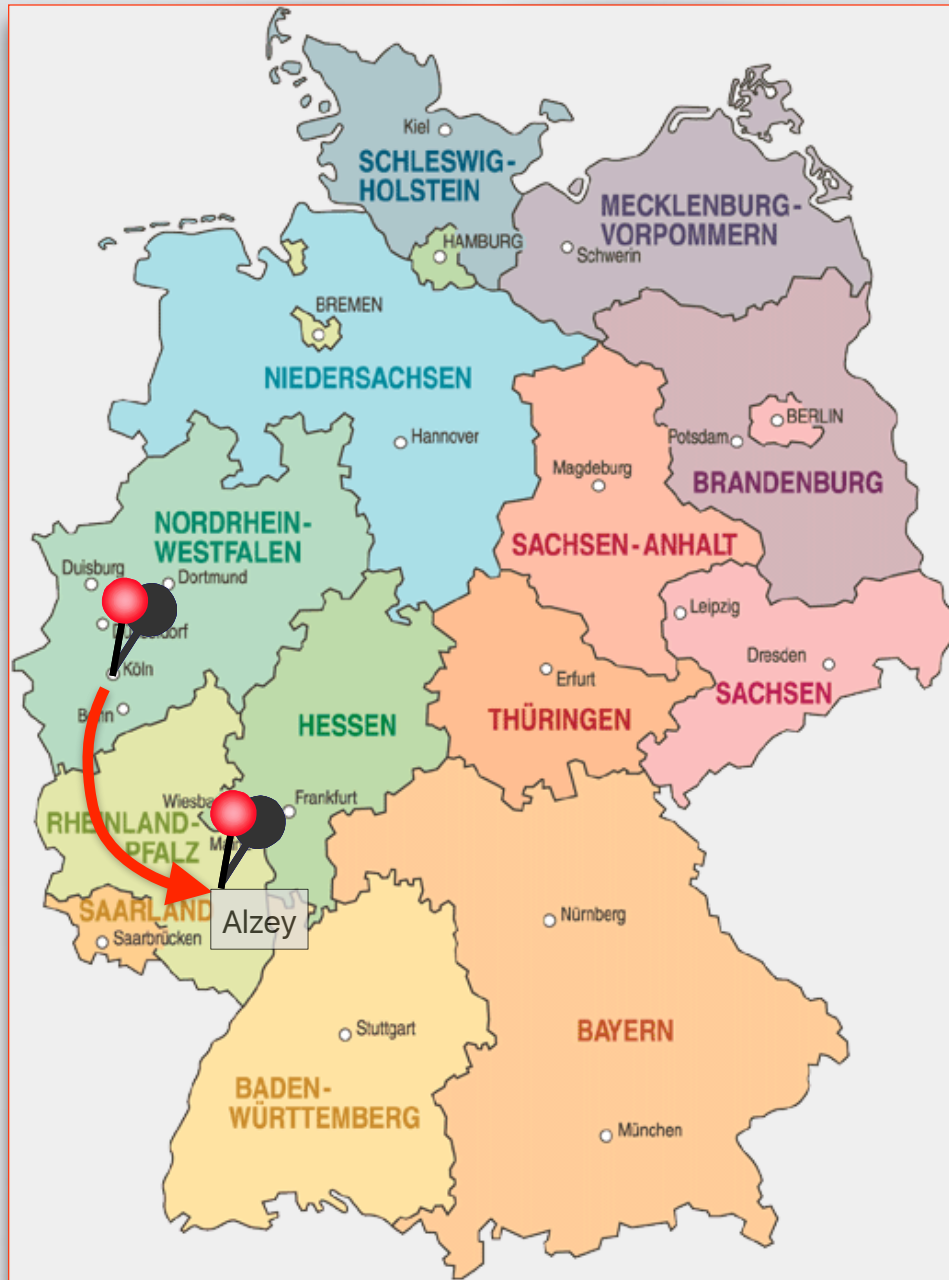 Kiel
SCHLESWIG-
HOLSTEIN
MECKLENBURG-
VORPOMMERN
HAMBURG
Schwerin
BREMEN
NIEDERSACHSEN
BERLIN
Hannover
Potsdam
Magdeburg
BRANDENBURG
NORDRHEIN-
WESTFALEN
SACHSEN-ANHALT
Duisburg
Dortmund
Leipzig
Köln
Dresden
Erfurt
SACHSEN
THÜRINGEN
HESSEN
Frankfurt
RHEINLAND-
PFALZ
SAARLAND
Alzey
Nürnberg
Saarbrücken
Stuttgart
BAYERN
BADEN-
WÜRTTEMBERG
München